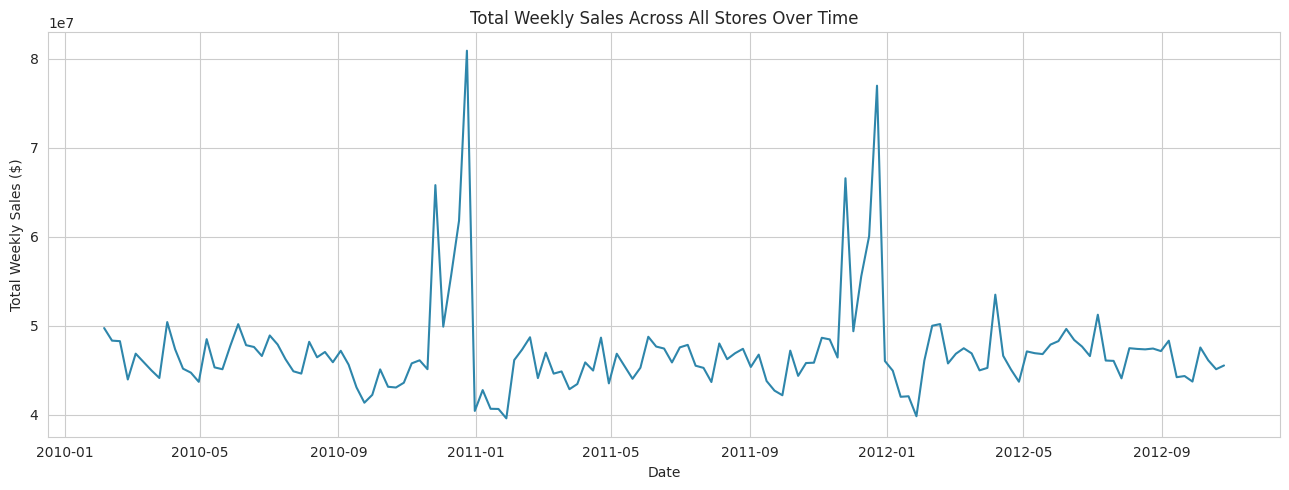 Total Weekly Sales Across All Stores Over Time
1e7
8
7
6
5
4
Total Weekly Sales ($)
2010-01 2010-05 2010-09 2011-01 2011-05 2011-09 2012-01 2012-05 2012-09
Date